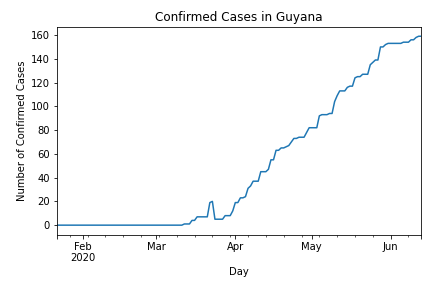 Confirmed Cases in Guyana
Number of Confirmed Cases
160
140
120
100
80
60
40
20
0
Feb Mar Apr May Jun
2020
Day